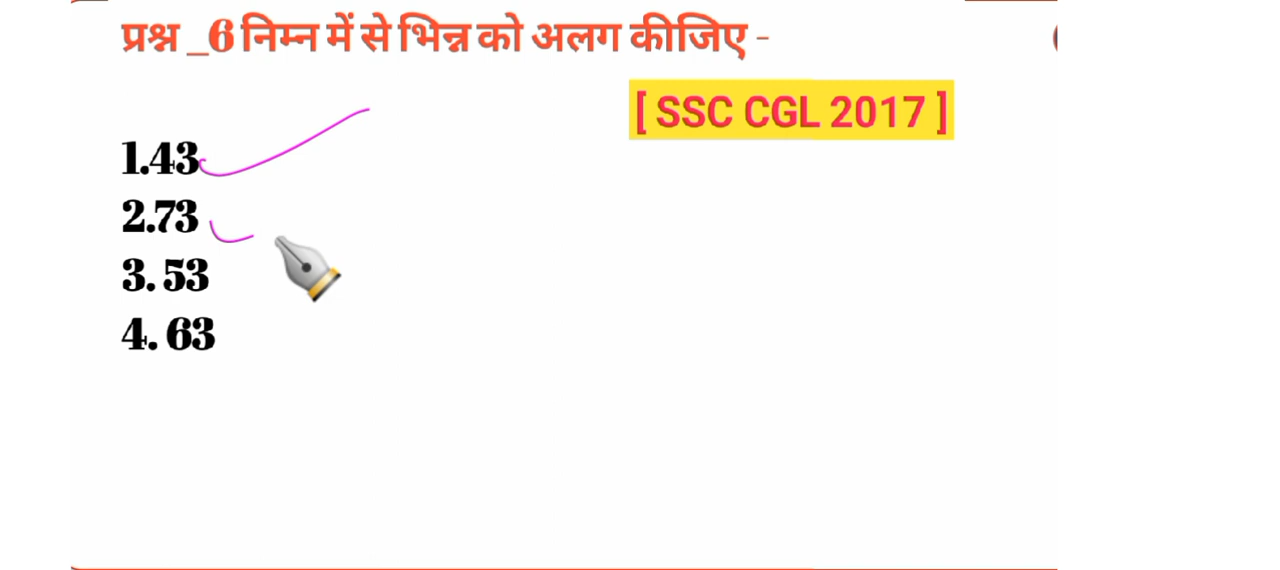 प्रश्न _6 निम्न में से भिन्न को अलग कीजिए -
[ SSC CGL 2017 ]
1.43
2.73
3. 53
4. 63